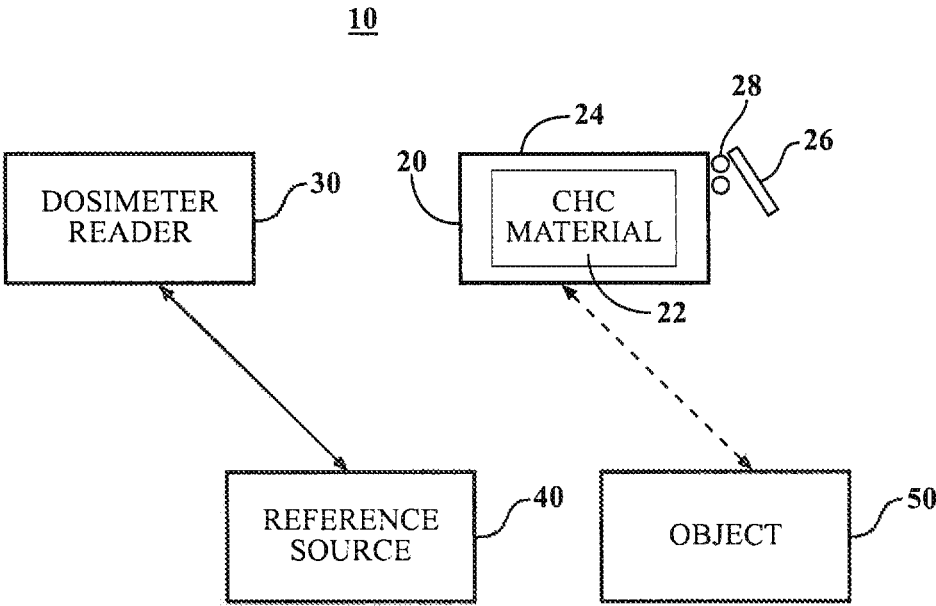 10
28
24
26
20
DOSIMETER
READER
30
CHC
MATERIAL
22
REFERENCE
SOURCE
40
OBJECT
50